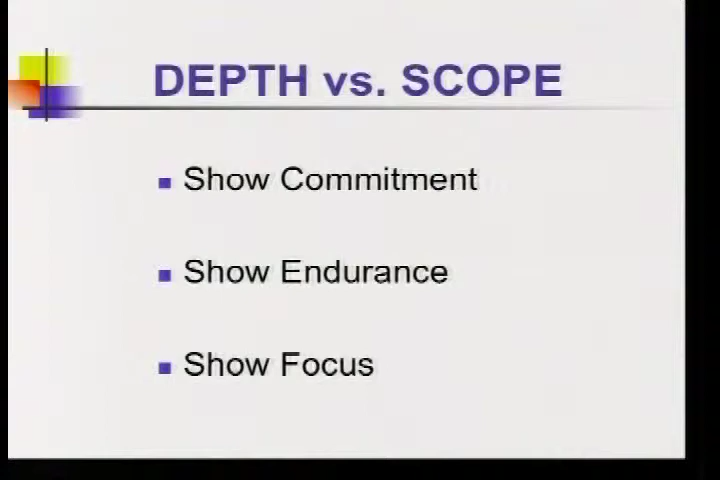 DEPTH vs. SCOPE
Show Commitment
Show Endurance
Show Focus